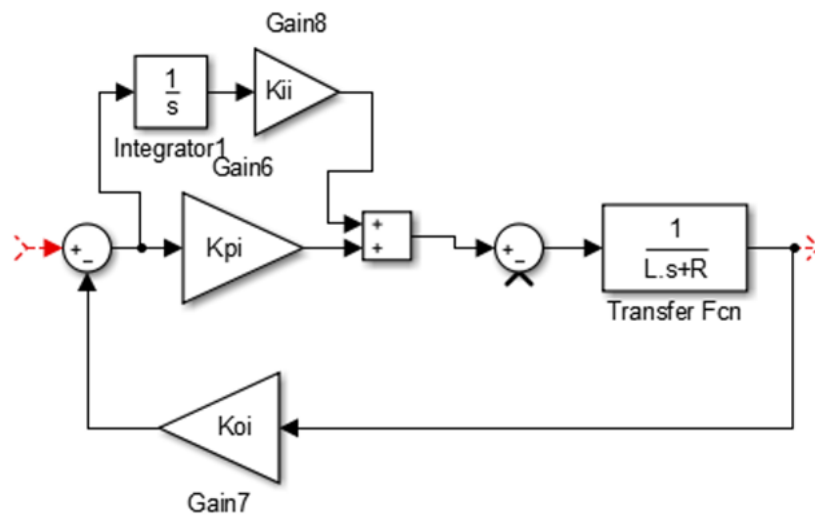 Gain8
1
s
Kii
Integrator1
Gain6
+
−
Kpi
+
+
+
−
1
L.s+R
Transfer Fcn
Koi
Gain7